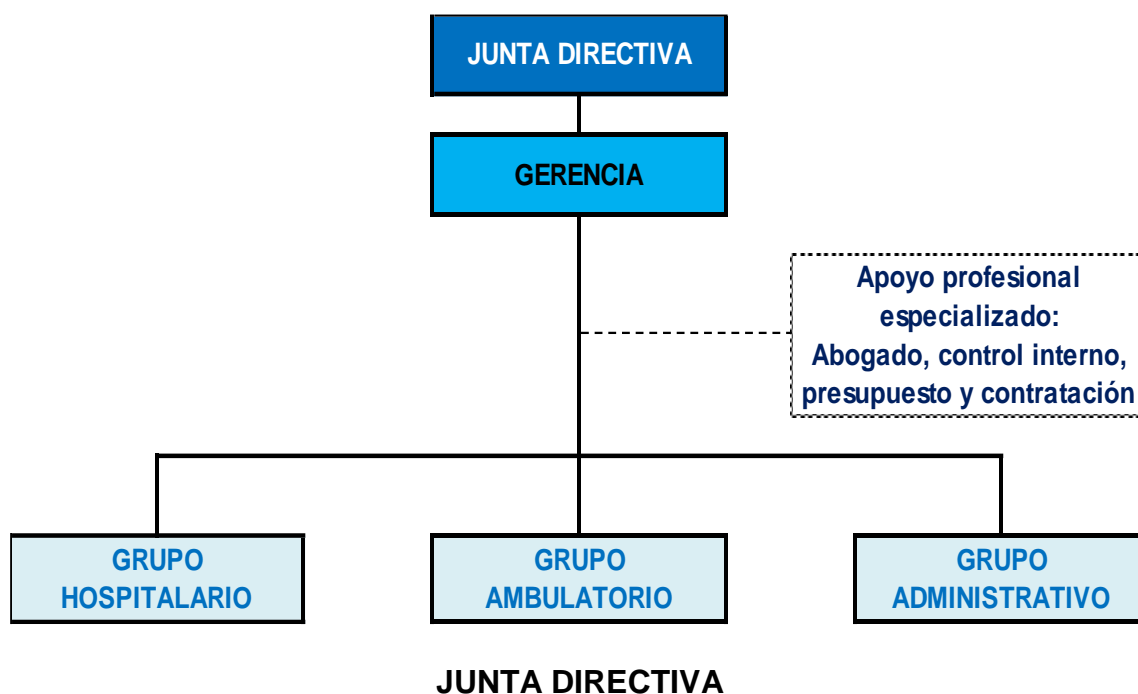 JUNTA DIRECTIVA
GERENCIA
Apoyo profesional
especializado:
Abogado, control interno,
presupuesto y contratación
GRUPO
HOSPITALARIO
GRUPO
AMBULATORIO
GRUPO
ADMINISTRATIVO
JUNTA DIRECTIVA